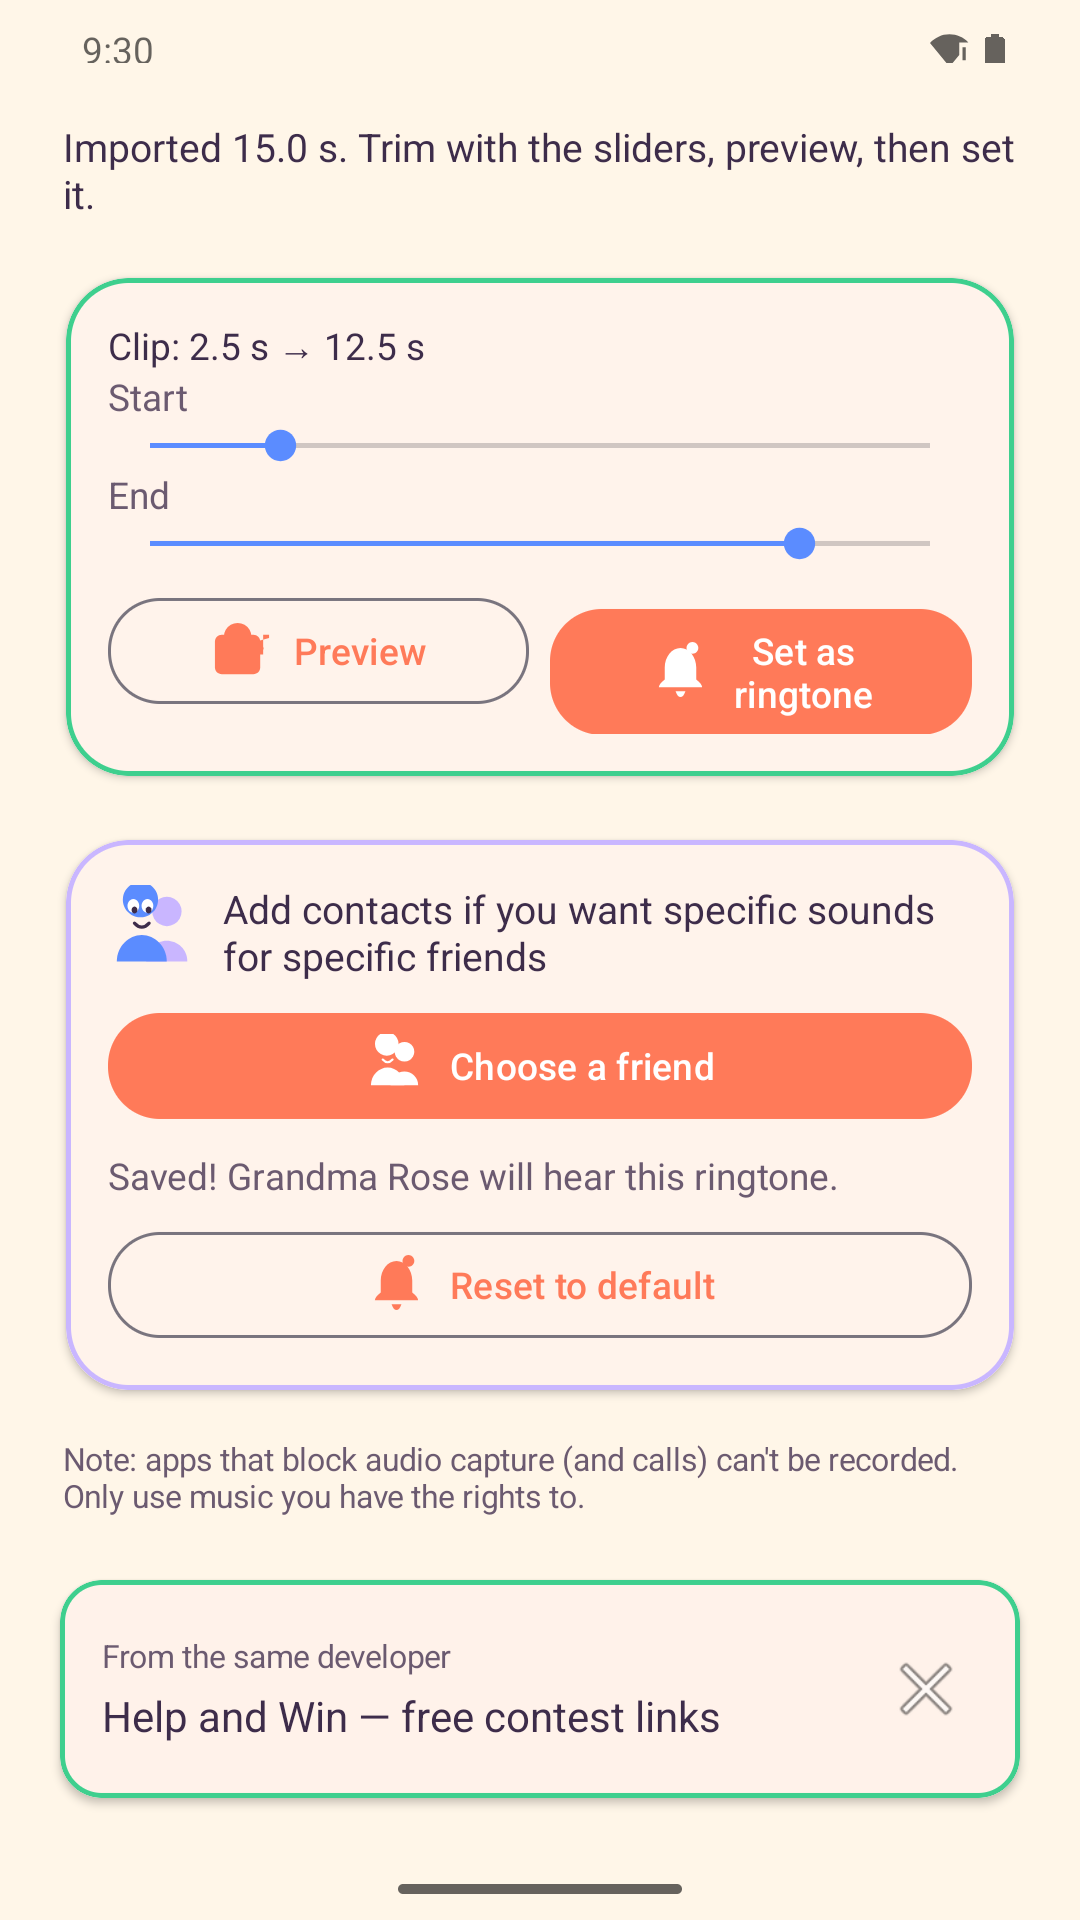 9:30
Imported 15.0 s. Trim with the sliders, preview, then set
it.
Clip: 2.5 s → 12.5 s
Start
End
Preview
Set as
ringtone
Add contacts if you want specific sounds
for specific friends
Choose a friend
Saved! Grandma Rose will hear this ringtone.
Reset to default
Note: apps that block audio capture (and calls) can't be recorded.
Only use music you have the rights to.
From the same developer
Help and Win — free contest links